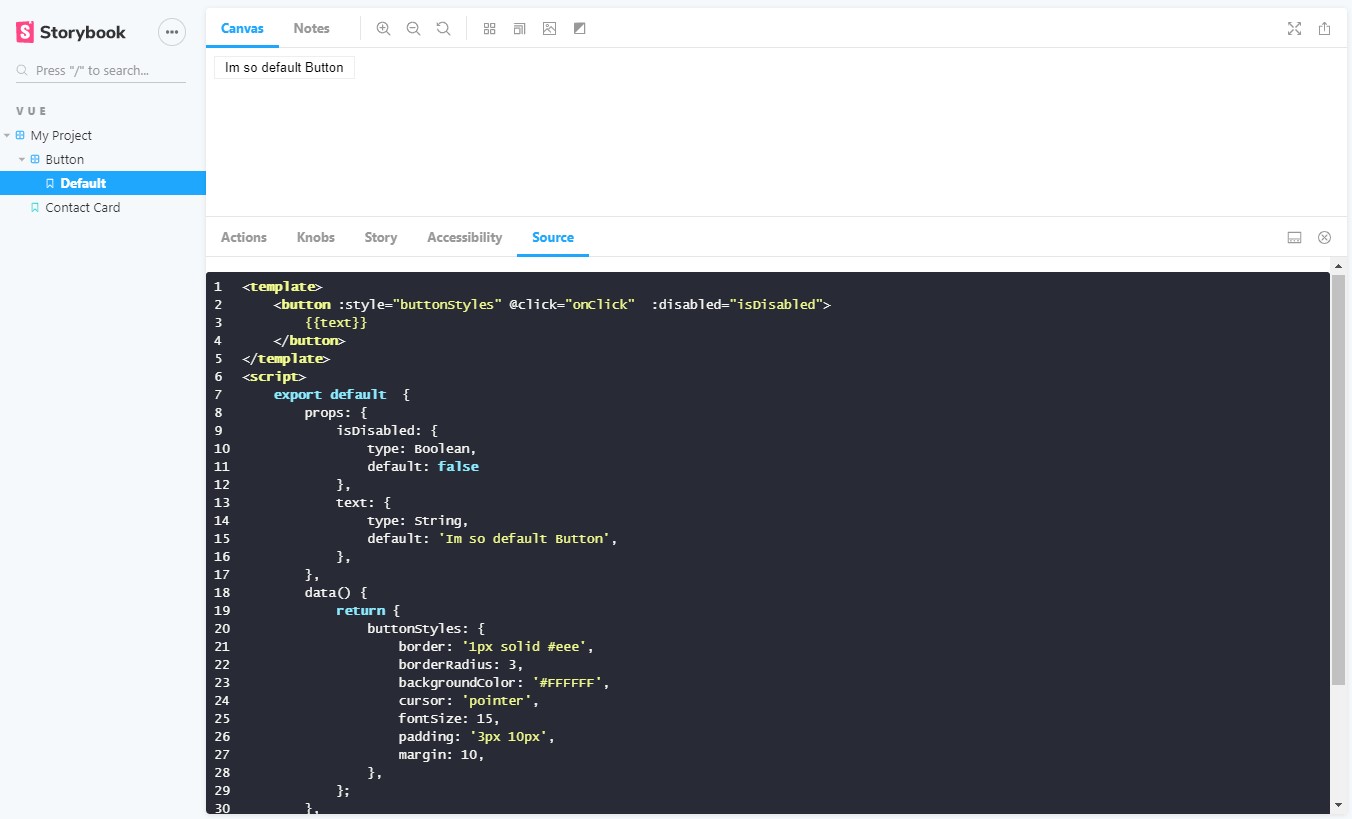 Storybook
Press "/" to search...
VUE
My Project
Button
Default
Contact Card
Canvas Notes
Im so default Button
Actions Knobs Story Accessibility Source
1 <template>
2 <button :style="buttonStyles" @click="onClick" :disabled="isDisabled">
3 {{text}}
4 </button>
5 </template>
6 <script>
7 export default {
8 props: {
9 isDisabled: {
10 type: Boolean,
11 default: false
12 },
13 text: {
14 type: String,
15 default: 'Im so default Button',
16 },
17 },
18 data() {
19 return {
20 buttonStyles: {
21 border: '1px solid #eee',
22 borderRadius: 3,
23 backgroundColor: '#FFFFFF',
24 cursor: 'pointer',
25 fontSize: 15,
26 padding: '3px 10px',
27 margin: 10,
28 },
29 };
30 },